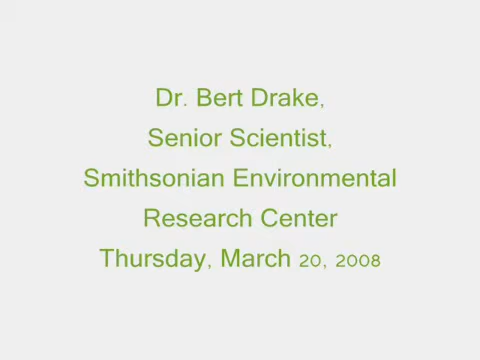 Dr. Bert Drake,
Senior Scientist,
Smithsonian Environmental
Research Center
Thursday, March 20, 2008